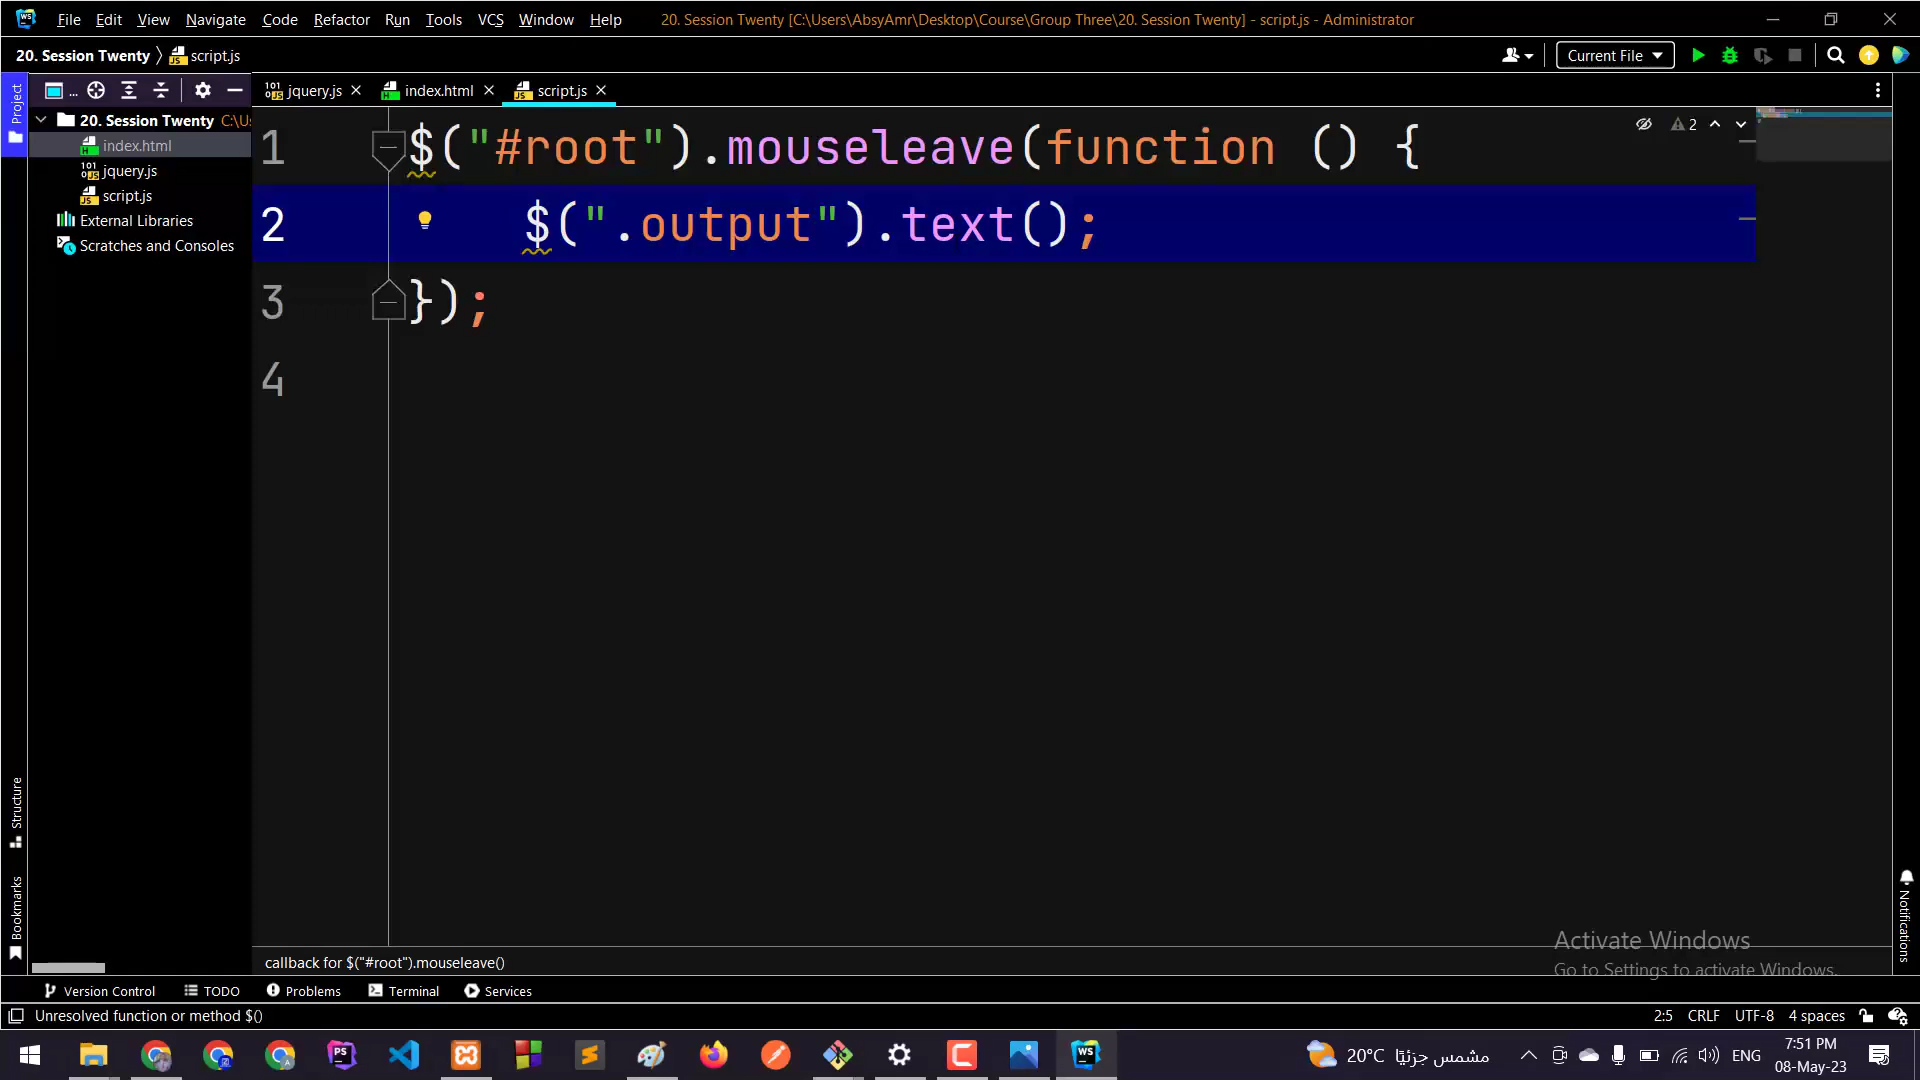 File Edit View Navigate Code Refactor Run Tools VCS Window Help 20. Session Twenty [C:\Users\AbsyAmr\Desktop\Course\Group Three\20. Session Twenty] - script.js - Administrator
20. Session Twenty script.js Current File
Project ... jquery.js index.html script.js
20. Session Twenty C:\Us
index.html
jquery.js
script.js
External Libraries
Scratches and Consoles
2
1 $("#root").mouseleave(function () {
2 $(".output").text();
3 });
4
Structure
Bookmarks
Notifications
Activate Windows
Go to Settings to activate Windows.
callback for $("#root").mouseleave()
Version Control TODO Problems Terminal Services
Unresolved function or method $() 2:5 CRLF UTF-8 4 spaces
20°C مشمس جزئيًا ENG 7:51 PM
08-May-23